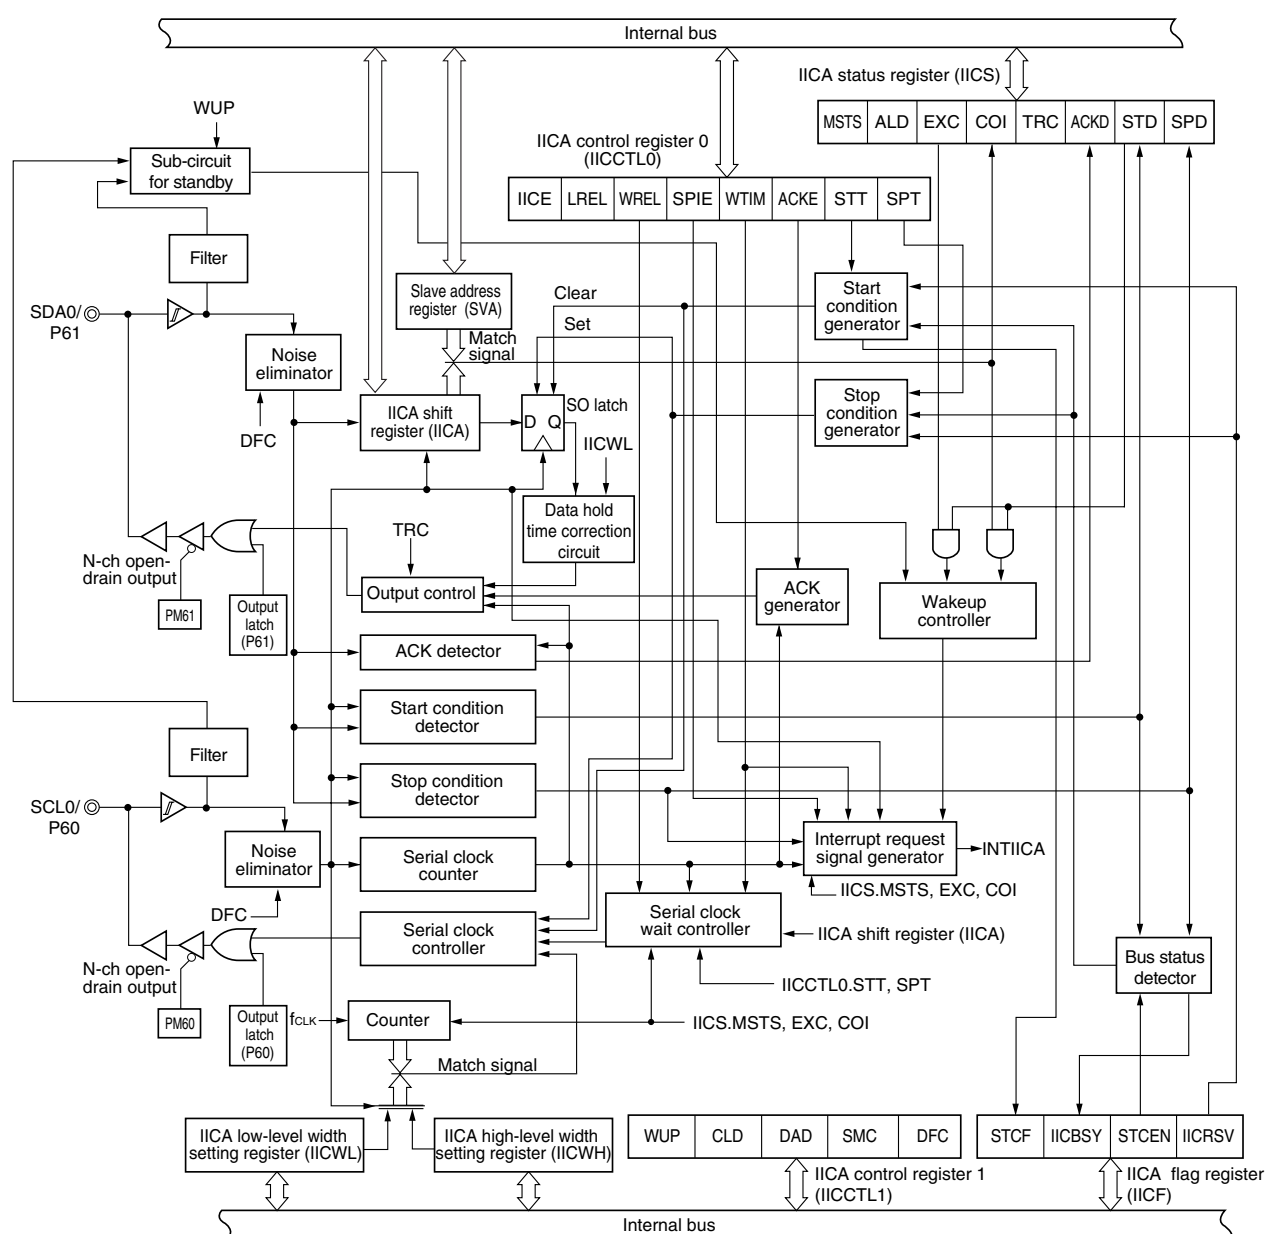 Internal bus
IICA status register (IICS)
MSTS ALD EXC COI TRC ACKD STD SPD
WUP
IICA control register 0
(IICCTL0)
Sub-circuit
for standby
IICE LREL WREL SPIE WTIM ACKE STT SPT
Filter
Slave address
register (SVA)
Clear
Start
condition
generator
SDA0/
P61
Set
Match
signal
Noise
eliminator
Stop
condition
generator
IICA shift
register (IICA)
D Q
SO latch
DFC
IICWL
Data hold
time correction
circuit
TRC
N-ch open-
drain output
PM61
Output
latch
(P61)
Output control
ACK
generator
Wakeup
controller
ACK detector
Start condition
detector
Filter
Stop condition
detector
SCL0/
P60
Noise
eliminator
Serial clock
counter
Interrupt request
signal generator
INTIICA
IICS.MSTS, EXC, COI
DFC
Serial clock
controller
Serial clock
wait controller
IICA shift register (IICA)
Bus status
detector
N-ch open-
drain output
IICCTL0.STT, SPT
PM60
Output
latch
(P60)
fCLK
Counter
IICS.MSTS, EXC, COI
Match signal
IICA low-level width
setting register (IICWL)
IICA high-level width
setting register (IICWH)
WUP CLD DAD SMC DFC
STCF IICBSY STCEN IICRSV
IICA control register 1
(IICCTL1)
IICA flag register
(IICF)
Internal bus